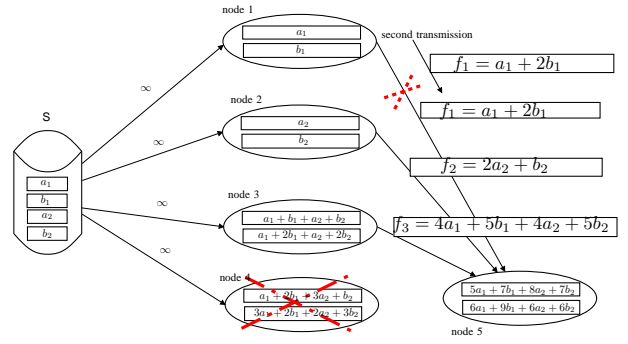 node 1
a₁
b₁
second transmission
f₁ = a₁ + 2b₁
∞
f₁ = a₁ + 2b₁
node 2
a₂
b₂
∞
S
a₁
b₁
a₂
b₂
f₂ = 2a₂ + b₂
node 3
∞
a₁ + b₁ + a₂ + b₂
a₁ + 2b₁ + a₂ + 2b₂
f₃ = 4a₁ + 5b₁ + 4a₂ + 5b₂
∞
node 4
a₁ + 2b₁ + 3a₂ + b₂
3a₁ + 2b₁ + 2a₂ + 3b₂
5a₁ + 7b₁ + 8a₂ + 7b₂
6a₁ + 9b₁ + 6a₂ + 6b₂
node 5